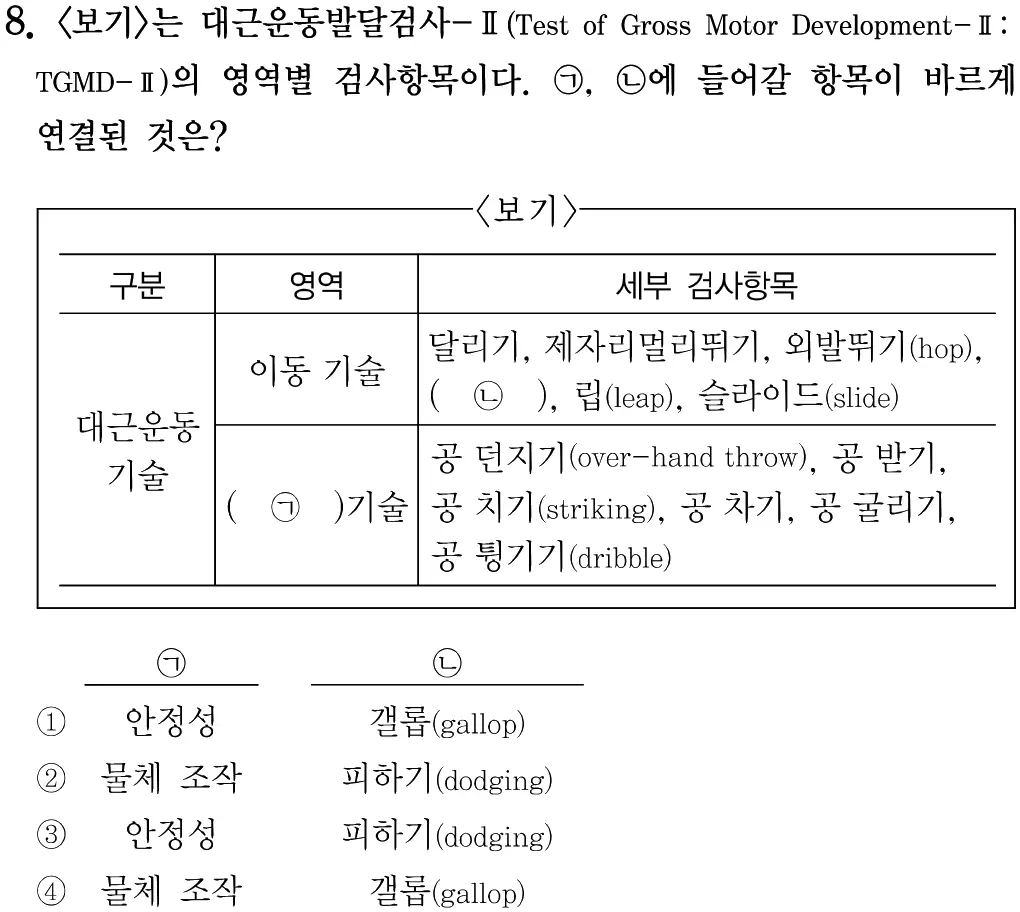 8. 〈보기〉는 대근운동발달검사-Ⅱ(Test of Gross Motor Development-Ⅱ:
TGMD-Ⅱ)의 영역별 검사항목이다. ㉠, ㉡에 들어갈 항목이 바르게
연결된 것은?
〈보기〉
구분 영역 세부 검사항목
대근운동
기술
이동 기술
달리기, 제자리멀리뛰기, 외발뛰기(hop),
( ㉡ ), 립(leap), 슬라이드(slide)
( ㉠ )기술
공 던지기(over-hand throw), 공 받기,
공 치기(striking), 공 차기, 공 굴리기,
공 튕기기(dribble)
㉠ ㉡
① 안정성 갤롭(gallop)
② 물체 조작 피하기(dodging)
③ 안정성 피하기(dodging)
④ 물체 조작 갤롭(gallop)